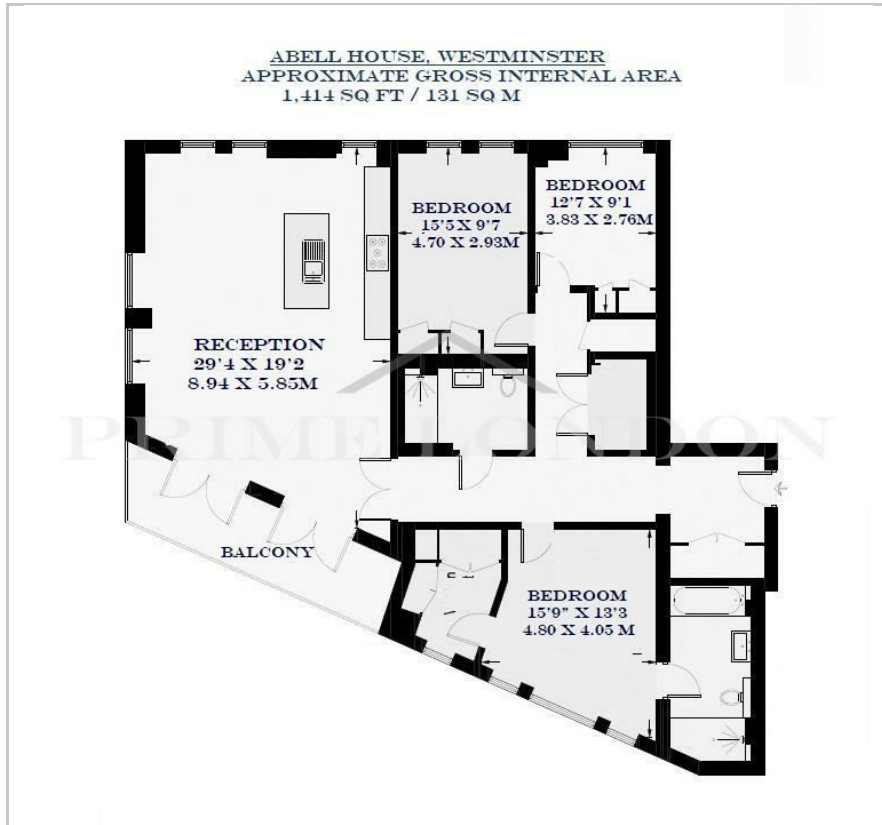 ABELL HOUSE, WESTMINSTER
APPROXIMATE GROSS INTERNAL AREA
1,414 SQ FT / 131 SQ M
BEDROOM
15'5 X 9'7
4.70 X 2.93M
BEDROOM
12'7 X 9'1
3.83 X 2.76M
RECEPTION
29'4 X 19'2
8.94 X 5.85M
PRIME LONDON
BALCONY
BEDROOM
15'9" X 13'3
4.80 X 4.05 M